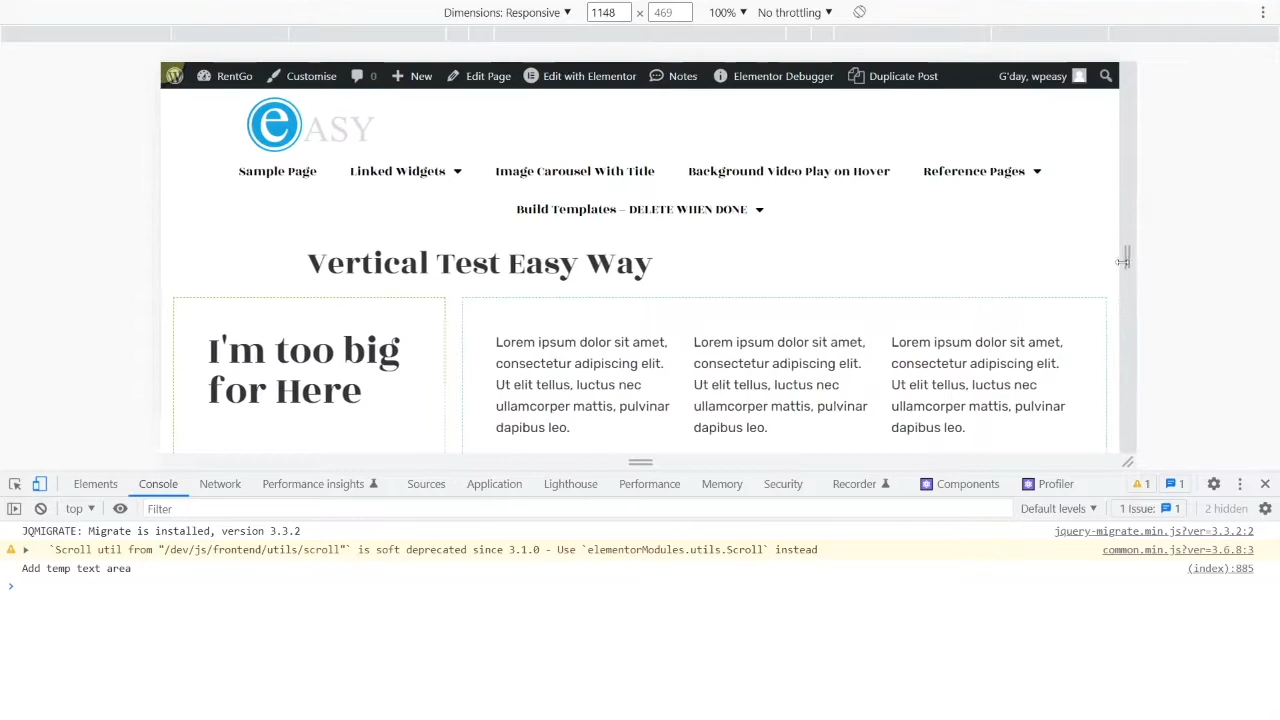 Dimensions: Responsive 1148 × 469 100% No throttling
RentGo Customise 0 New Edit Page Edit with Elementor Notes Elementor Debugger Duplicate Post G'day, wpeasy
eASY
Sample Page Linked Widgets Image Carousel With Title Background Video Play on Hover Reference Pages
Build Templates – DELETE WHEN DONE
Vertical Test Easy Way
I'm too big
for Here
Lorem ipsum dolor sit amet,
consectetur adipiscing elit.
Ut elit tellus, luctus nec
ullamcorper mattis, pulvinar
dapibus leo.
Lorem ipsum dolor sit amet,
consectetur adipiscing elit.
Ut elit tellus, luctus nec
ullamcorper mattis, pulvinar
dapibus leo.
Lorem ipsum dolor sit amet,
consectetur adipiscing elit.
Ut elit tellus, luctus nec
ullamcorper mattis, pulvinar
dapibus leo.
Elements Console Network Performance insights Sources Application Lighthouse Performance Memory Security Recorder Components Profiler 1 1
top Filter Default levels 1 Issue: 1 2 hidden
JQMIGRATE: Migrate is installed, version 3.3.2 jquery-migrate.min.js?ver=3.3.2:2
`Scroll util from "/dev/js/frontend/utils/scroll"` is soft deprecated since 3.1.0 - Use `elementorModules.utils.Scroll` instead common.min.js?ver=3.6.8:3
Add temp text area (index):885